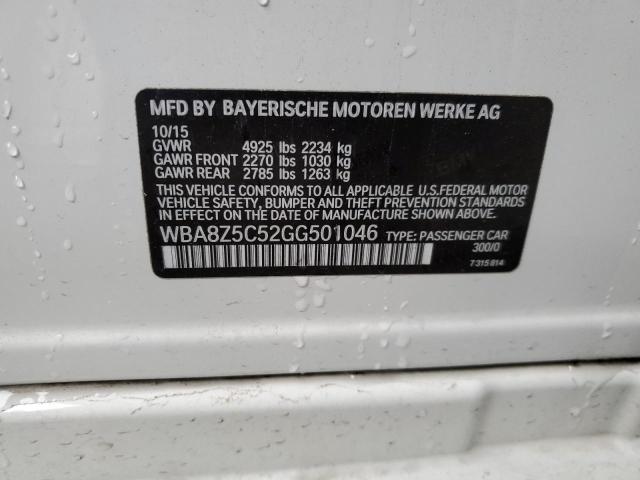 MFD BY BAYERISCHE MOTOREN WERKE AG
10/15
GVWR 4925 lbs 2234 kg
GAWR FRONT 2270 lbs 1030 kg
GAWR REAR 2785 lbs 1263 kg
THIS VEHICLE CONFORMS TO ALL APPLICABLE U.S.FEDERAL MOTOR
VEHICLE SAFETY, BUMPER AND THEFT PREVENTION STANDARDS
IN EFFECT ON THE DATE OF MANUFACTURE SHOWN ABOVE.
WBA8Z5C52GG501046 TYPE: PASSENGER CAR
300/0
7 315 814